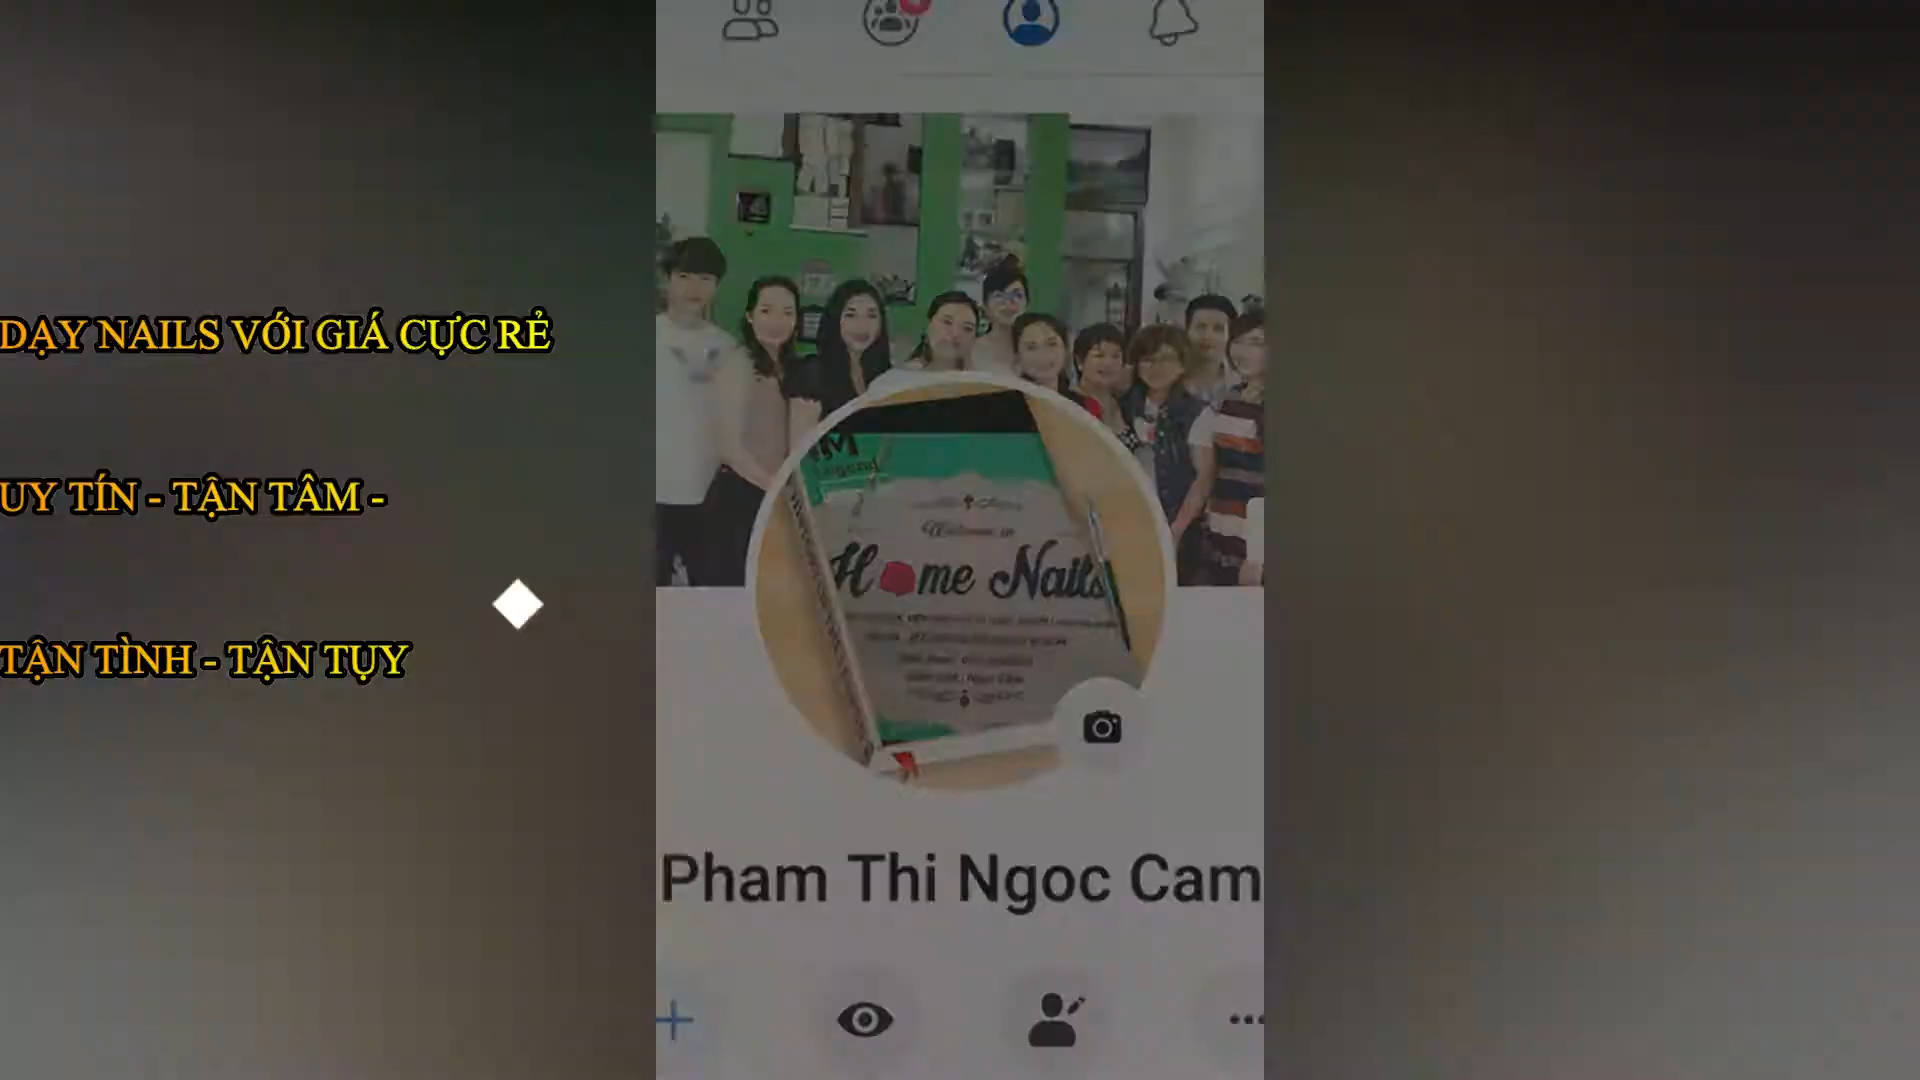 DẠY NAILS VỚI GIÁ CỰC RẺ
UY TÍN - TẬN TÂM -
TẬN TÌNH - TẬN TỤY
Welcome to
Home Nails
Pham Thi Ngoc Cam